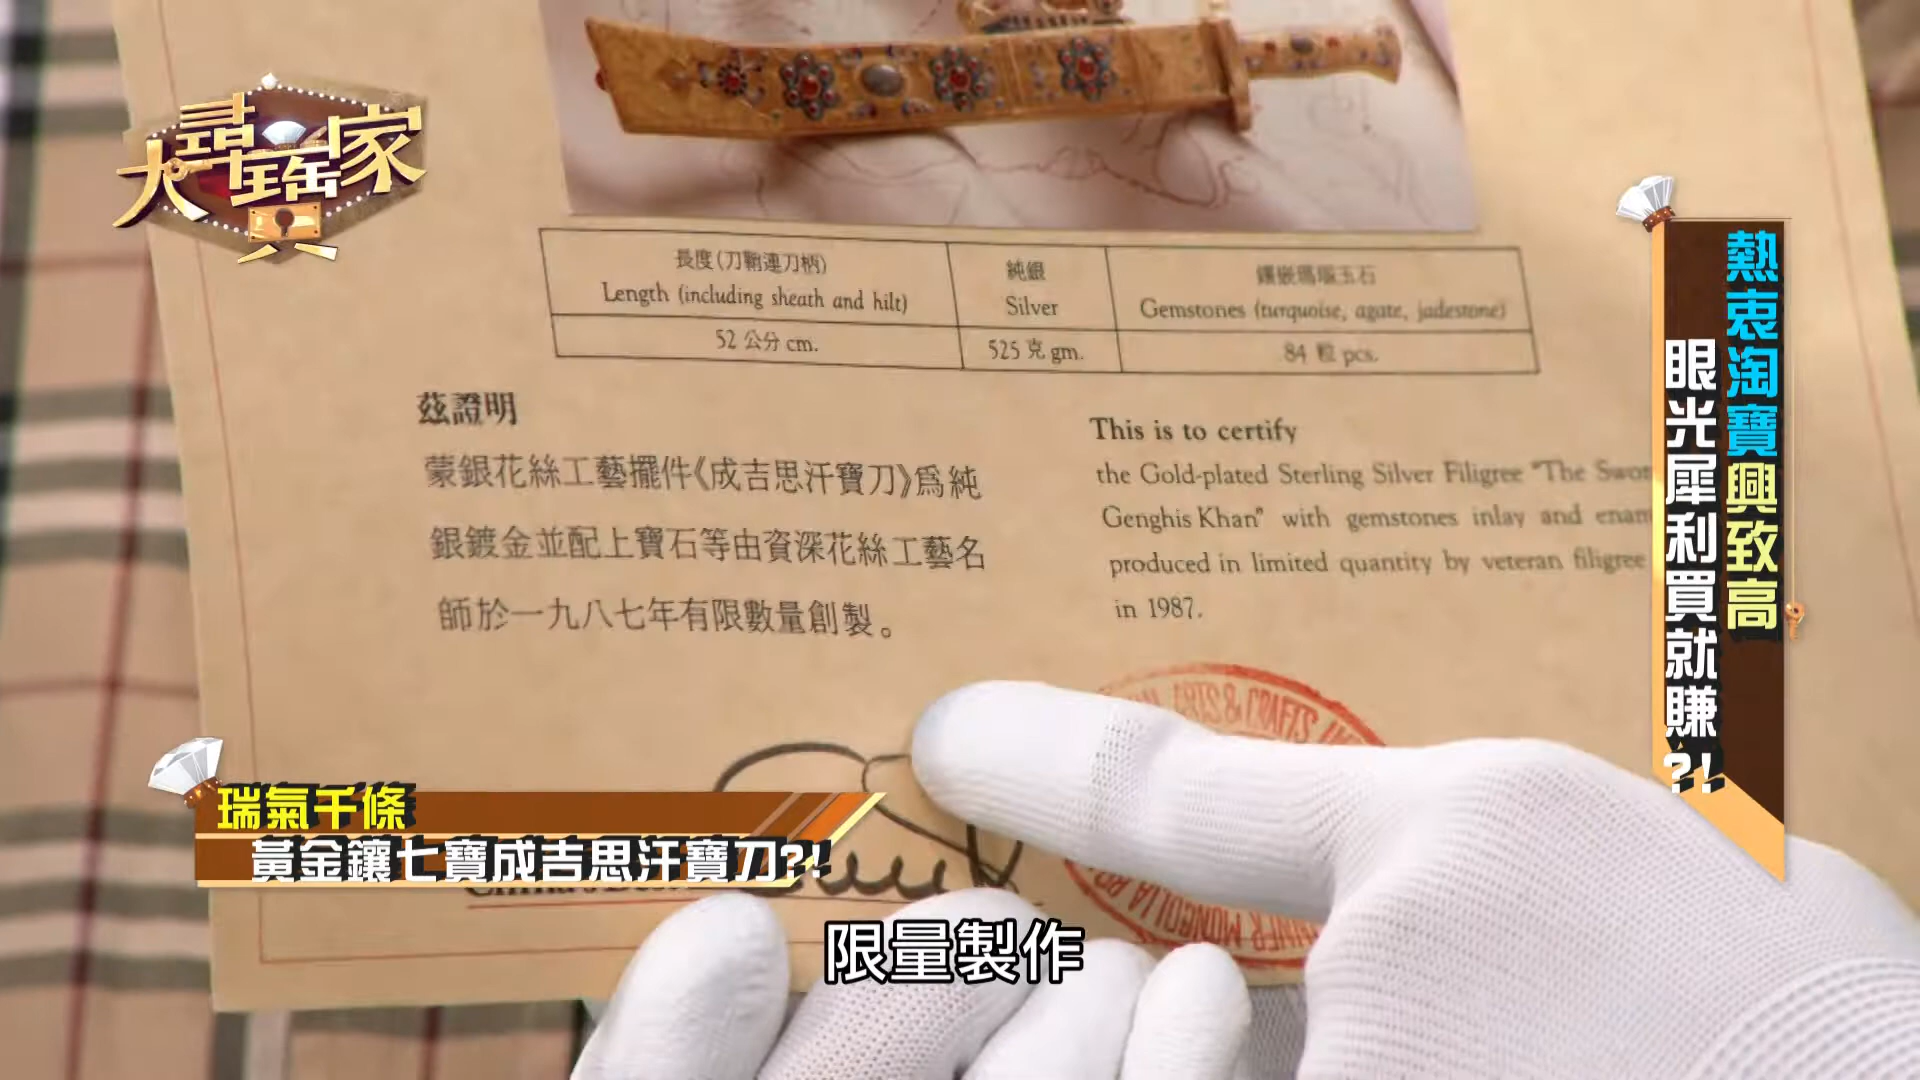 大尋寶家
長度(刀鞘連刀柄)
Length (including sheath and hilt)
純銀
Silver
鑲嵌瑪瑙玉石
Gemstones (turquoise, agate, jadestone)
52 公分 cm.
525 克 gm.
84 粒 pcs.
茲證明
蒙銀花絲工藝擺件《成吉思汗寶刀》為純
銀鍍金並配上寶石等由資深花絲工藝名
師於一九八七年有限數量創製。
This is to certify
the Gold-plated Sterling Silver Filigree "The
Genghis Khan" with gemstones inlay and
produced in limited quantity by veteran filigree
in 1987.
ARTS & CRAFTS
INNER MONGOLIA
熱衷淘寶興致高
眼光犀利買就賺?!
瑞氣千條
黃金鑲七寶成吉思汗寶刀?!
限量製作